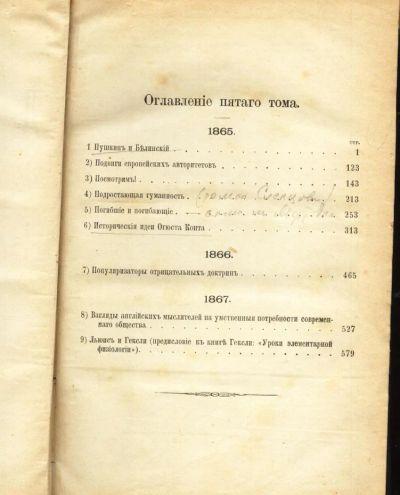 Оглавленіе пятаго тома.
1865.
стр.
1 Пушкинъ и Бѣлинскій . . . . . . . . . . . 1
2) Подвиги европейскихъ авторитетовъ . . . . . . . . . 123
3) Посмотримъ! . . . . . . . . . . . . 143
4) Подростающая гуманность. 213
5) Погибшіе и погибающіе . 253
6) Историческія идеи Огюста Конта . . . . . . . . . . 313
1866.
7) Популяризаторы отрицательныхъ доктринъ . . . . . . . 465
1867.
8) Взгляды англійскихъ мыслителей на умственныя потребности современ-
наго общества . . . . . . . . . . . . 527
9) Льюисъ и Гексли (предисловіе къ книгѣ Гексли: «Уроки элементарной
физіологіи»). . . . . . . . . . . . . 579